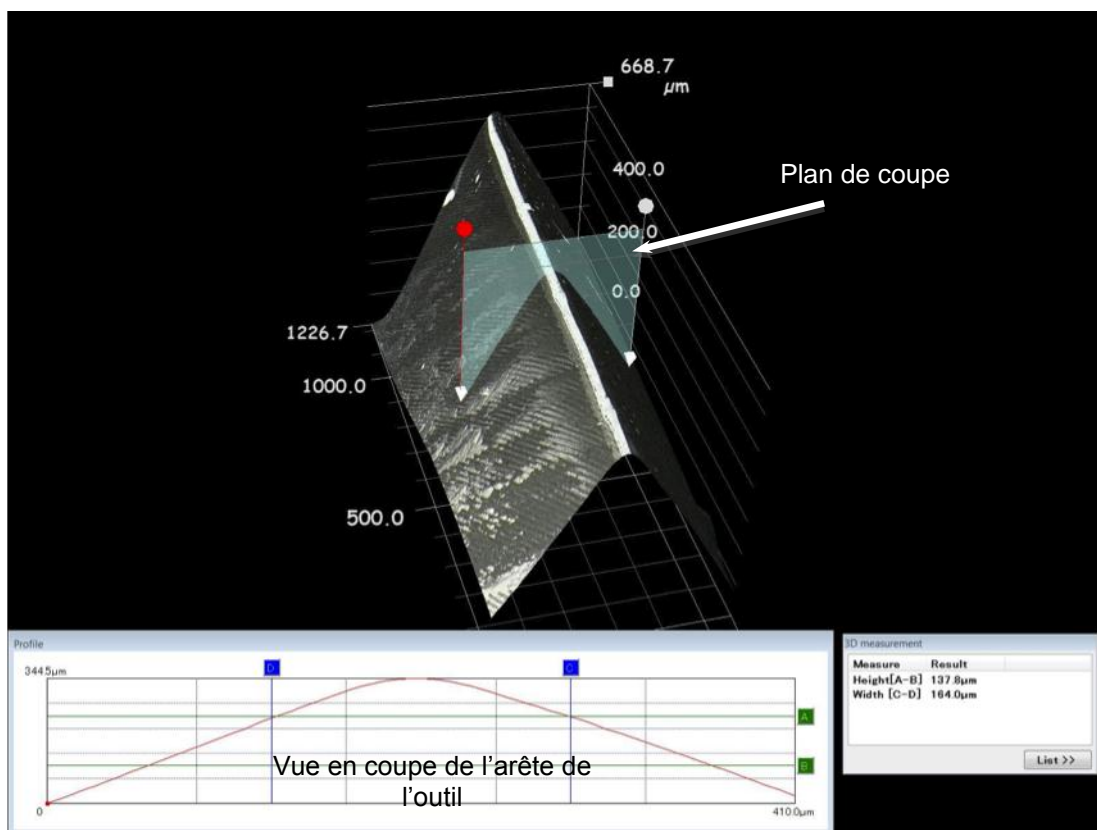 668.7
µm
400.0
Plan de coupe
200.0
0.0
1226.7
1000.0
500.0
Profile
344.5µm
D
C
A
B
Vue en coupe de l'arête de
l'outil
0
410.0µm
3D measurement
Measure Result
Height[A-B] 137.8µm
Width [C-D] 164.0µm
List >>